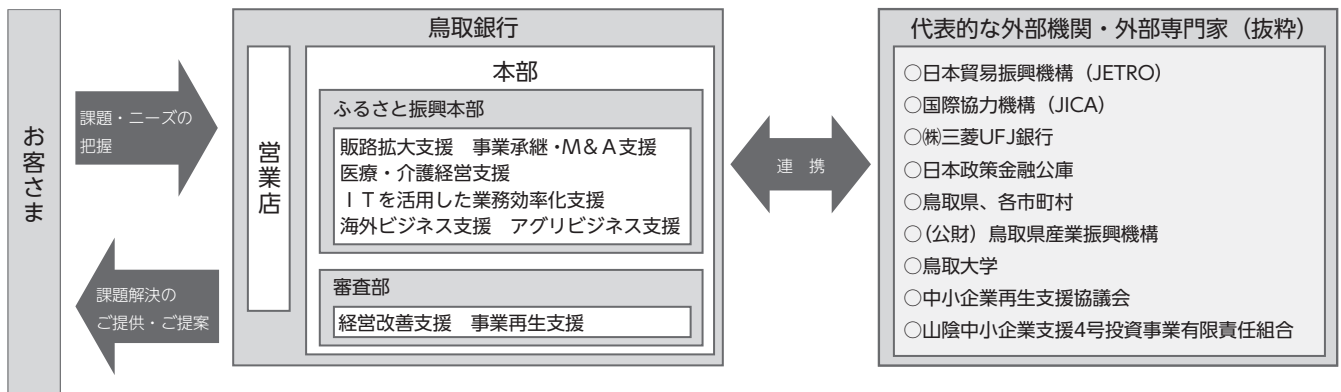 お客さま
課題・ニーズの
把握
課題解決の
ご提供・ご提案
鳥取銀行
営業店
本部
ふるさと振興本部
販路拡大支援　事業承継・M&A支援
医療・介護経営支援
ITを活用した業務効率化支援
海外ビジネス支援　アグリビジネス支援
審査部
経営改善支援　事業再生支援
連　携
代表的な外部機関・外部専門家（抜粋）
○日本貿易振興機構（JETRO）
○国際協力機構（JICA）
○㈱三菱UFJ銀行
○日本政策金融公庫
○鳥取県、各市町村
○（公財）鳥取県産業振興機構
○鳥取大学
○中小企業再生支援協議会
○山陰中小企業支援4号投資事業有限責任組合